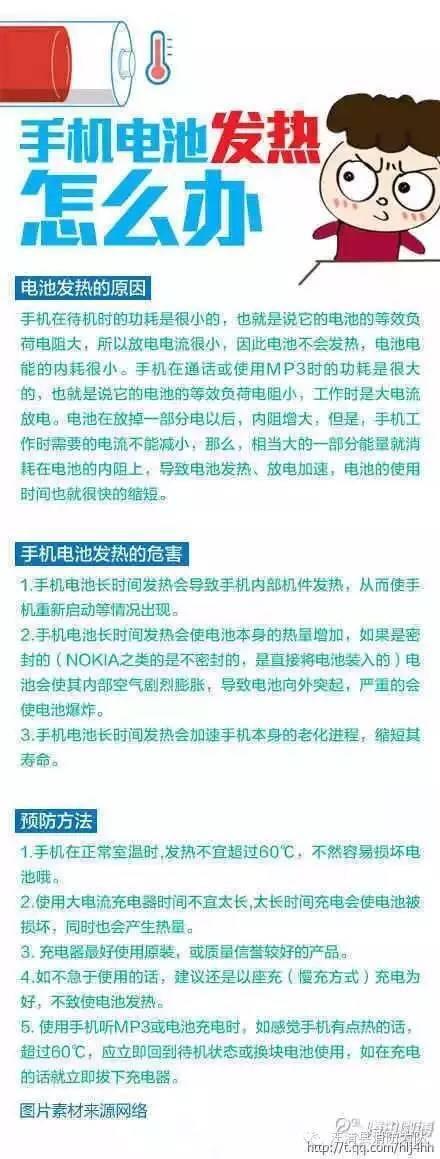 手机电池发热
怎么办
电池发热的原因
手机在待机时的功耗是很小的，也就是说它的电池的等效负
荷电阻大，所以放电电流很小，因此电池不会发热，电池电
能的内耗很小。手机在通话或使用MP3时的功耗是很大
的，也就是说它的电池的等效负荷电阻小，工作时是大电流
放电。电池在放掉一部分电以后，内阻增大，但是，手机工
作时需要的电流不能减小，那么，相当大的一部分能量就消
耗在电池的内阻上，导致电池发热、放电加速，电池的使用
时间也就很快的缩短。
手机电池发热的危害
1.手机电池长时间发热会导致手机内部机件发热，从而使手
机重新启动等情况出现。
2.手机电池长时间发热会使电池本身的热量增加，如果是密
封的（NOKIA之类的是不密封的，是直接将电池装入的）电
池会使其内部空气剧烈膨胀，导致电池向外突起，严重的会
使电池爆炸。
3.手机电池长时间发热会加速手机本身的老化进程，缩短其
寿命。
预防方法
1.手机在正常室温时,发热不宜超过60℃，不然容易损坏电
池哦。
2.使用大电流充电器时间不宜太长,太长时间充电会使电池被
损坏，同时也会产生热量。
3. 充电器最好使用原装，或质量信誉较好的产品。
4.如不急于使用的话，建议还是以座充（慢充方式）充电为
好，不致使电池发热。
5. 使用手机听MP3或电池充电时，如感觉手机有点热的话，
超过60℃，应立即回到待机状态或换块电池使用，如在充电
的话就立即拔下充电器。
图片素材来源网络
http://t.qq.com/hlj4hh